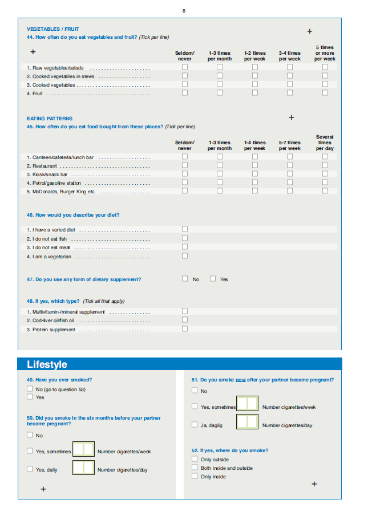 8
VEGETABLES / FRUIT
44. How often do you eat vegetables and fruit? (Tick per line)
Seldom/never 1-3 times per month 1-2 times per week 3-4 times per week 5 times or more per week
1. Raw vegetables/salads
2. Cooked vegetables in stews
3. Cooked vegetables
4. Fruit
EATING PATTERNS
45. How often do you eat food bought from these places? (Tick per line)
Seldom/never 1-3 times per month 1-4 times per week 5-7 times per week Several times per day
1. Canteen/cafeteria/lunch bar
2. Restaurant
3. Kiosk/snack bar
4. Petrol/gasoline station
5. McDonalds, Burger King etc.
46. How would you describe your diet?
1. I have a varied diet
2. I do not eat fish
3. I do not eat meat
4. I am a vegetarian
47. Do you use any form of dietary supplement? No Yes
48. If yes, which type? (Tick all that apply)
1. Multivitamin/mineral supplement
2. Cod-liver oil/fish oil
3. Protein supplement
Lifestyle
49. Have you ever smoked?
No (go to question 53)
Yes
50. Did you smoke in the six months before your partner
became pregnant?
No
Yes, sometimes Number cigarettes/week
Yes, daily Number cigarettes/day
51. Do you smoke now after your partner became pregnant?
No
Yes, sometimes Number cigarettes/week
Ja, daglig Number cigarettes/day
52. If yes, where do you smoke?
Only outside
Both inside and outside
Only inside